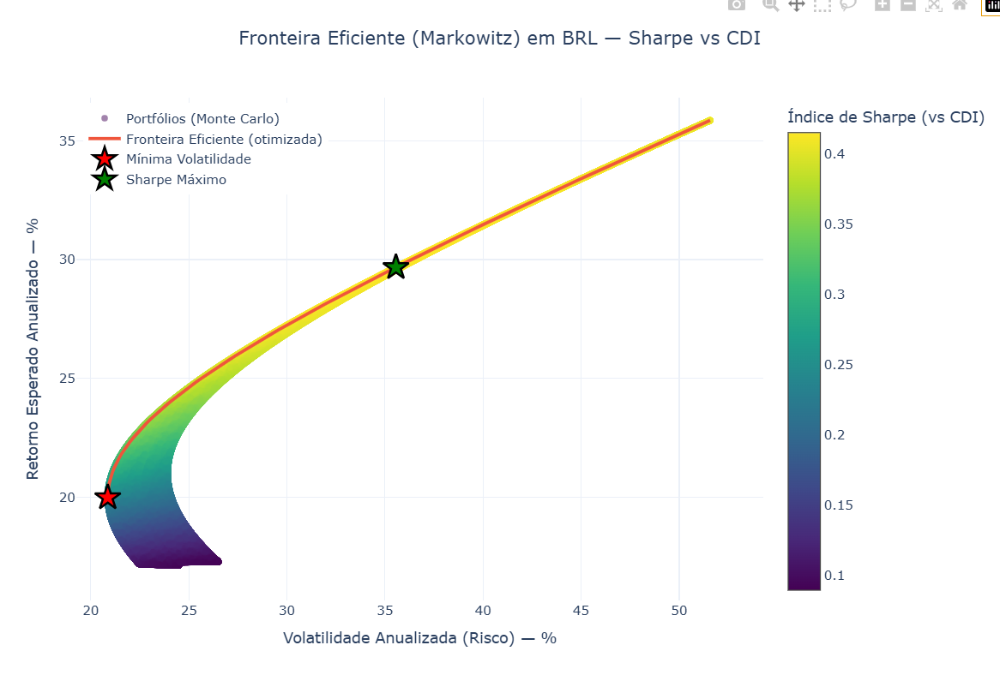 Fronteira Eficiente (Markowitz) em BRL — Sharpe vs CDI
Portfólios (Monte Carlo)
Fronteira Eficiente (otimizada)
Mínima Volatilidade
Sharpe Máximo
Índice de Sharpe (vs CDI)
0.4
0.35
0.3
0.25
0.2
0.15
0.1
Retorno Esperado Anualizado — %
35
30
25
20
20
25
30
35
40
45
50
Volatilidade Anualizada (Risco) — %